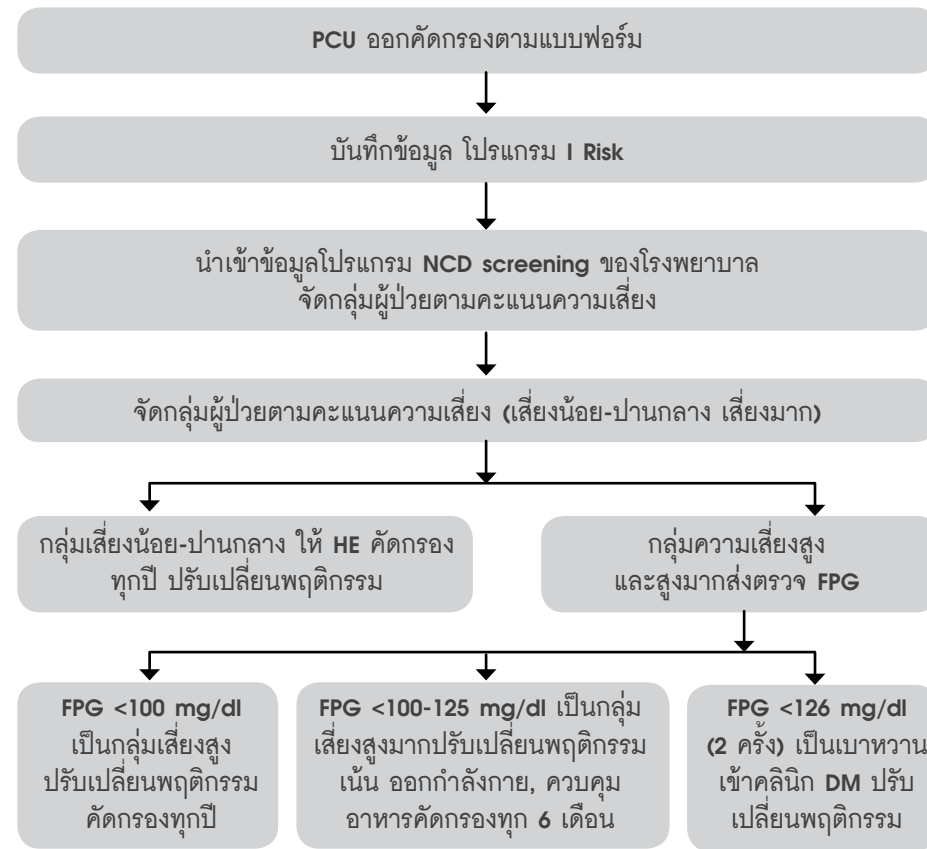 PCU ออกคัดกรองตามแบบฟอร์ม
บันทึกข้อมูล โปรแกรม I Risk
นำเข้าข้อมูลโปรแกรม NCD screening ของโรงพยาบาล
จัดกลุ่มผู้ป่วยตามคะแนนความเสี่ยง
จัดกลุ่มผู้ป่วยตามคะแนนความเสี่ยง (เสี่ยงน้อย-ปานกลาง เสี่ยงมาก)
กลุ่มเสี่ยงน้อย-ปานกลาง ให้ HE คัดกรอง
ทุกปี ปรับเปลี่ยนพฤติกรรม
กลุ่มความเสี่ยงสูง
และสูงมากส่งตรวจ FPG
FPG <100 mg/dl
เป็นกลุ่มเสี่ยงสูง
ปรับเปลี่ยนพฤติกรรม
คัดกรองทุกปี
FPG <100-125 mg/dl เป็นกลุ่ม
เสี่ยงสูงมากปรับเปลี่ยนพฤติกรรม
เน้น ออกกำลังกาย, ควบคุม
อาหารคัดกรองทุก 6 เดือน
FPG <126 mg/dl
(2 ครั้ง) เป็นเบาหวาน
เข้าคลินิก DM ปรับ
เปลี่ยนพฤติกรรม